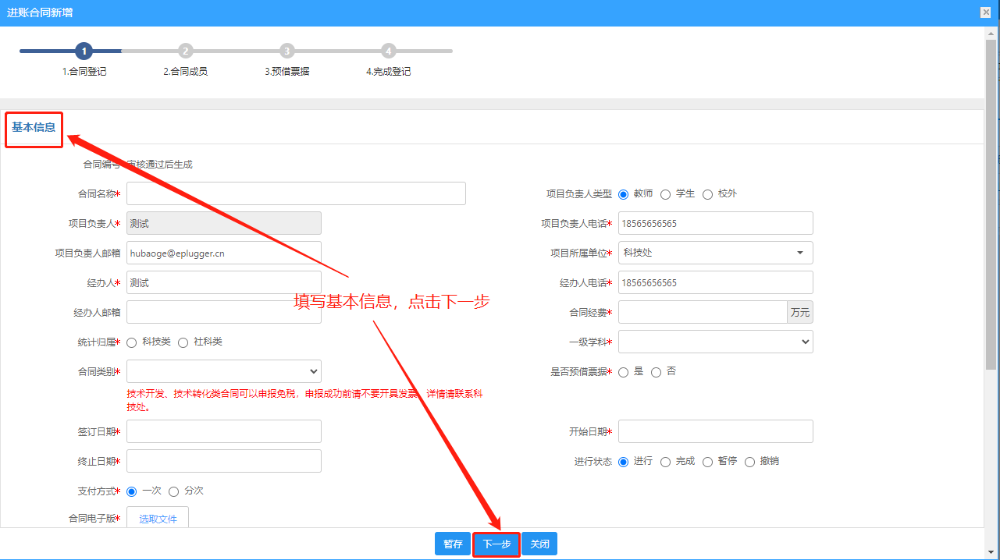 进账合同新增
1 2 3 4
1.合同登记 2.合同成员 3.预借票据 4.完成登记
基本信息
合同编号 审核通过后生成
合同名称* 项目负责人类型 教师 学生 校外
项目负责人* 测试 项目负责人电话* 18565656565
项目负责人邮箱 hubaoge@eplugger.cn 项目所属单位* 科技处
经办人* 测试 经办人电话* 18565656565
填写基本信息，点击下一步
经办人邮箱 合同经费* 万元
统计归属* 科技类 社科类 一级学科*
合同类别* 是否预借票据* 是 否
技术开发、技术转化类合同可以申报免税，申报成功前请不要开具发票，详情请联系科
技处。
签订日期* 开始日期*
终止日期* 进行状态 进行 完成 暂停 撤销
支付方式* 一次 分次
合同电子版* 选取文件
暂存 下一步 关闭